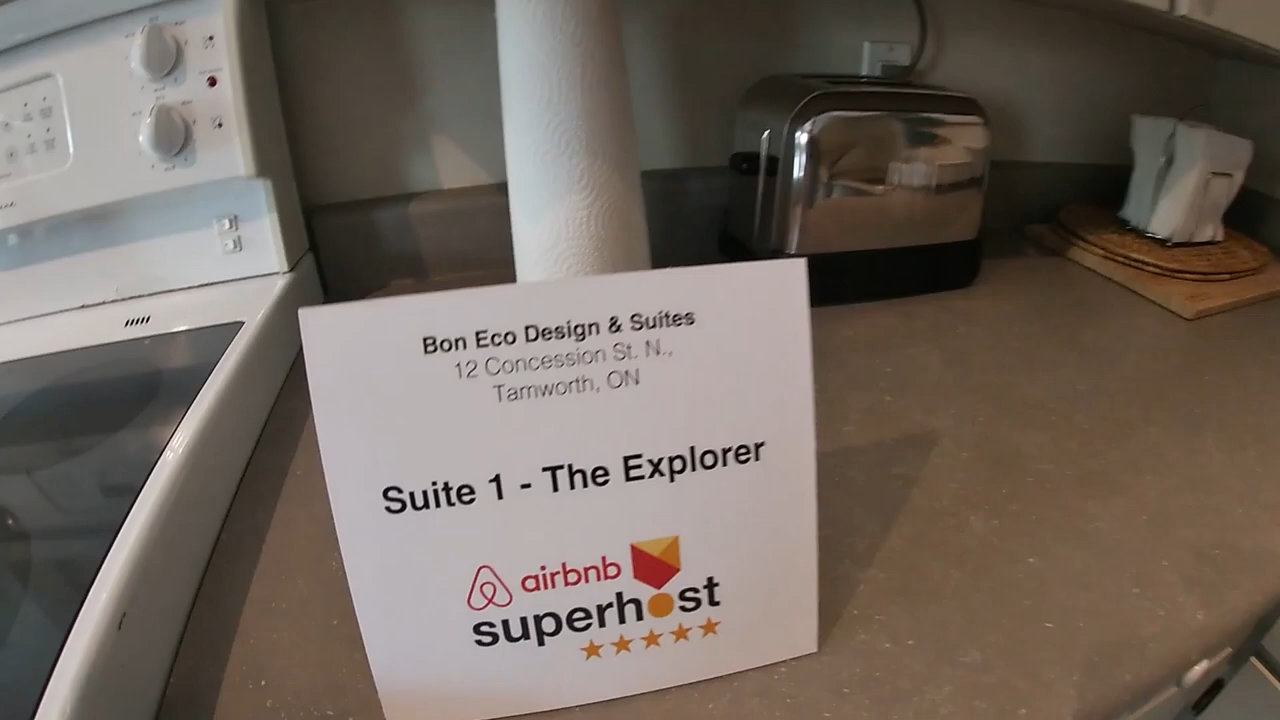 Bon Eco Design & Suites
12 Concession St. N.,
Tamworth, ON
Suite 1 - The Explorer
airbnb
superhost